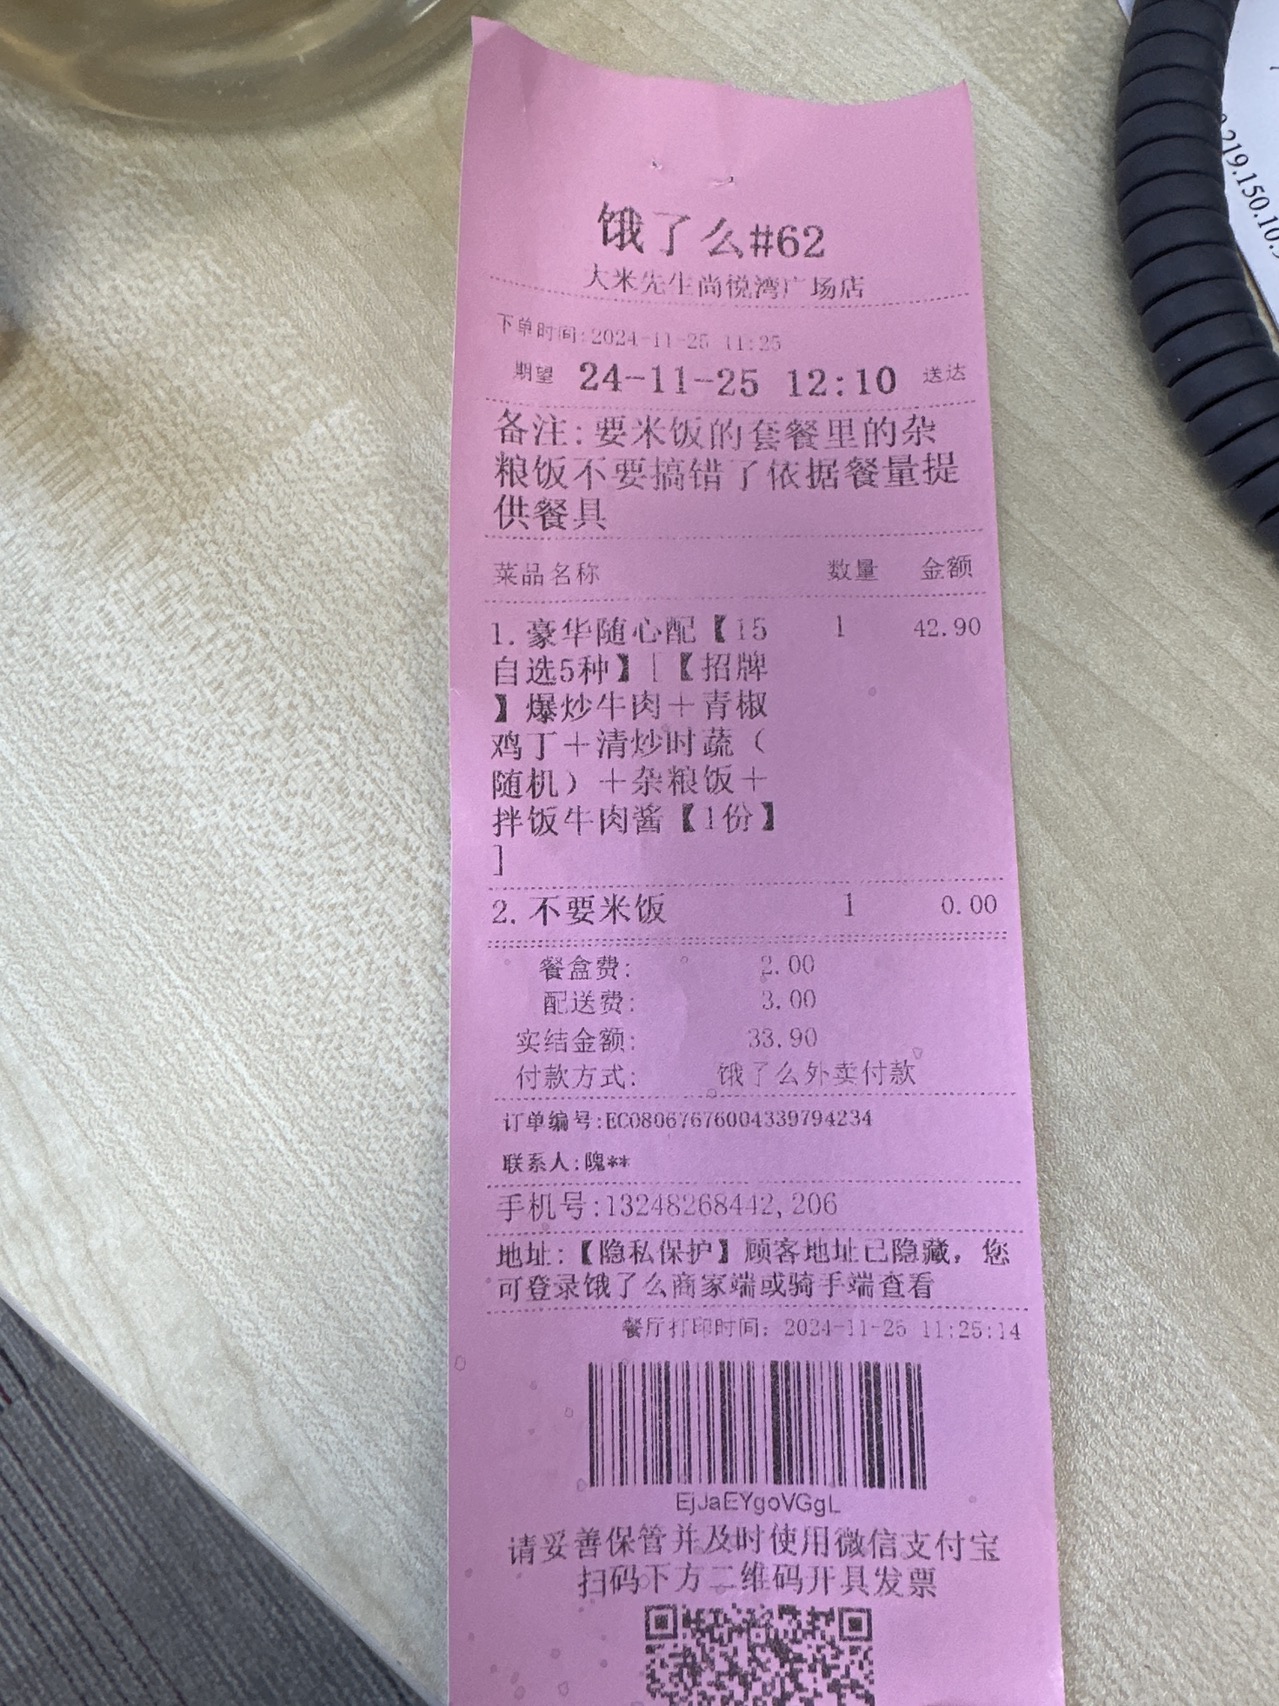 饿了么#62
大米先生尚悦湾广场店
下单时间:2024-11-25 11:25
期望 24-11-25 12:10 送达
备注:要米饭的套餐里的杂
粮饭不要搞错了依据餐量提
供餐具
菜品名称 数量 金额
1.豪华随心配【15 1 42.90
自选5种】[【招牌
】爆炒牛肉+青椒
鸡丁+清炒时蔬（
随机）+杂粮饭+
拌饭牛肉酱【1份】
]
2.不要米饭 1 0.00
餐盒费: 2.00
配送费: 3.00
实结金额: 33.90
付款方式: 饿了么外卖付款
订单编号:EC08067676004339794234
联系人:隗**
手机号:13248268442,206
地址:【隐私保护】顾客地址已隐藏，您
可登录饿了么商家端或骑手端查看
餐厅打印时间: 2024-11-25 11:25:14
EjJaEYgoVGgL
请妥善保管并及时使用微信支付宝
扫码下方二维码开具发票